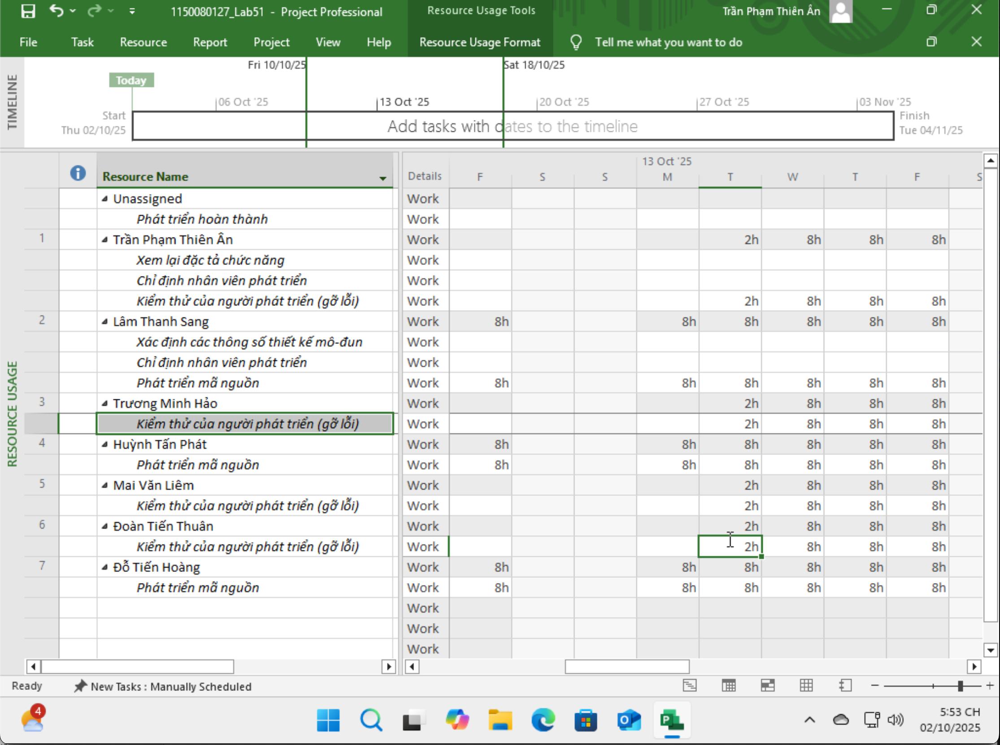 1150080127_Lab51 - Project Professional
Resource Usage Tools
Trần Phạm Thiên Ân
File Task Resource Report Project View Help Resource Usage Format Tell me what you want to do
TIMELINE
Fri 10/10/25 Sat 18/10/25
Today
06 Oct '25 13 Oct '25 20 Oct '25 27 Oct '25 03 Nov '25
Start
Thu 02/10/25
Add tasks with dates to the timeline
Finish
Tue 04/11/25
RESOURCE USAGE
13 Oct '25
Resource Name Details F S S M T W T F S
Unassigned Work
Phát triển hoàn thành Work
1 Trần Phạm Thiên Ân Work 2h 8h 8h 8h
Xem lại đặc tả chức năng Work
Chỉ định nhân viên phát triển Work
Kiểm thử của người phát triển (gỡ lỗi) Work 2h 8h 8h 8h
2 Lâm Thanh Sang Work 8h 8h 8h 8h 8h 8h
Xác định các thông số thiết kế mô-đun Work
Chỉ định nhân viên phát triển Work
Phát triển mã nguồn Work 8h 8h 8h 8h 8h 8h
3 Trương Minh Hảo Work 2h 8h 8h 8h
Kiểm thử của người phát triển (gỡ lỗi) Work 2h 8h 8h 8h
4 Huỳnh Tấn Phát Work 8h 8h 8h 8h 8h 8h
Phát triển mã nguồn Work 8h 8h 8h 8h 8h 8h
5 Mai Văn Liêm Work 2h 8h 8h 8h
Kiểm thử của người phát triển (gỡ lỗi) Work 2h 8h 8h 8h
6 Đoàn Tiến Thuân Work 2h 8h 8h 8h
Kiểm thử của người phát triển (gỡ lỗi) Work 2h 8h 8h 8h
7 Đỗ Tiến Hoàng Work 8h 8h 8h 8h 8h 8h
Phát triển mã nguồn Work 8h 8h 8h 8h 8h 8h
Work
Work
Work
Ready New Tasks : Manually Scheduled
4
5:53 CH
02/10/2025